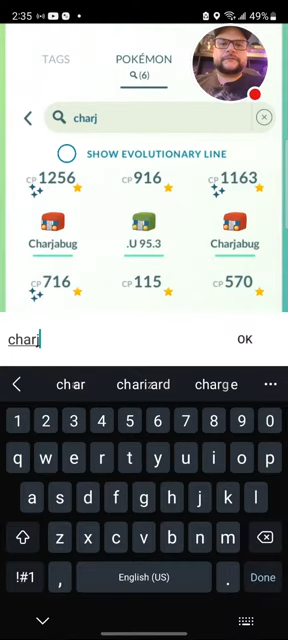 2:35
49%
TAGS
POKÉMON
(6)
charj
SHOW EVOLUTIONARY LINE
CP 1256
CP 916
CP 1163
Charjabug
.U 95.3
Charjabug
CP 716
CP 115
CP 570
charj
OK
char
charizard
charge
1 2 3 4 5 6 7 8 9 0
q w e r t y u i o p
a s d f g h j k l
z x c v b n m
!#1 , English (US) . Done